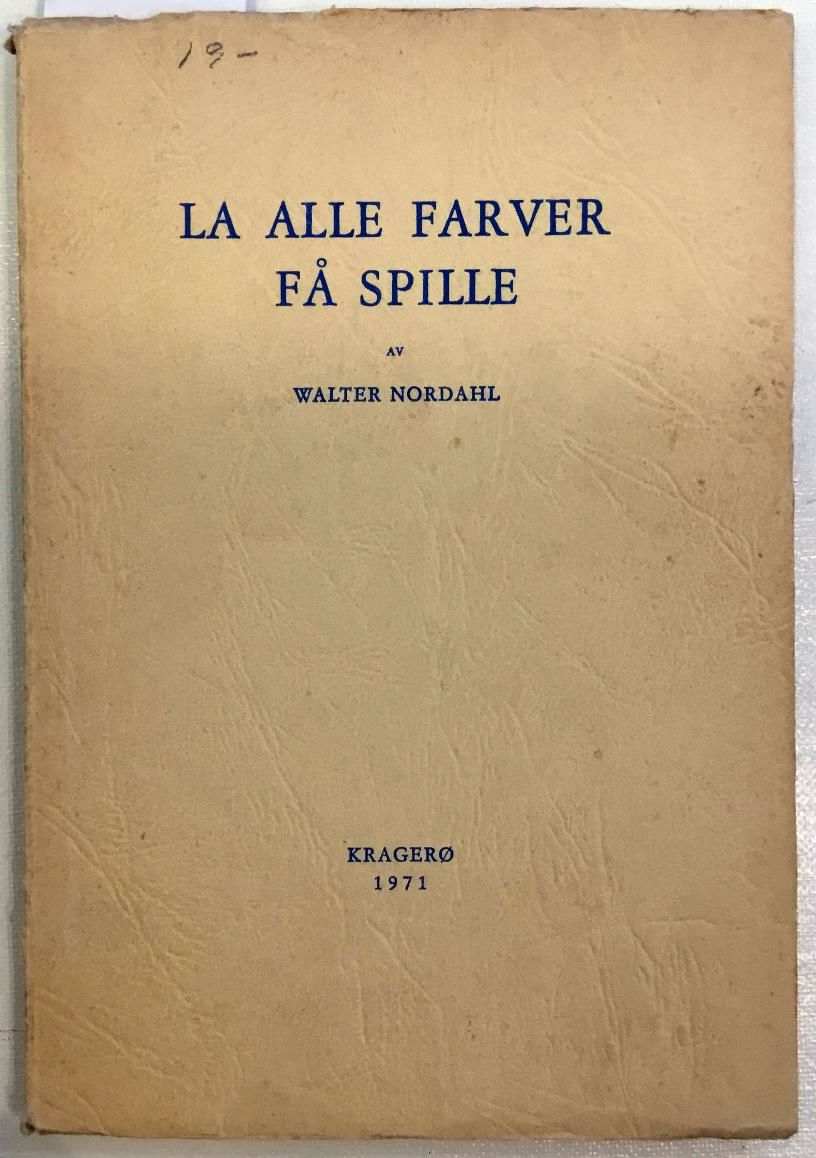 19-
LA ALLE FARVER
FÅ SPILLE
AV
WALTER NORDAHL
KRAGERØ
1971